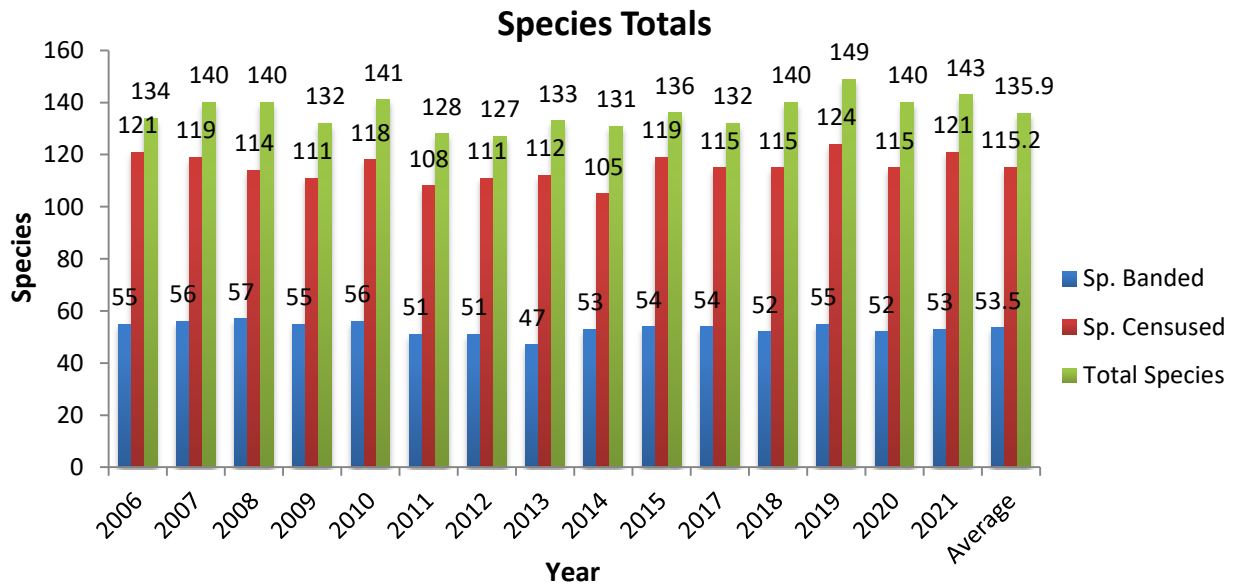 Species Totals
160
140
120
100
80
60
40
20
0
Species
55 121 134
56 119 140
57 114 140
55 111 132
56 118 141
51 108 128
51 111 127
47 112 133
53 105 131
54 119 136
54 115 132
52 115 140
55 124 149
52 115 140
53 121 143
53.5 115.2 135.9
2006 2007 2008 2009 2010 2011 2012 2013 2014 2015 2017 2018 2019 2020 2021 Average
Year
Sp. Banded
Sp. Censused
Total Species